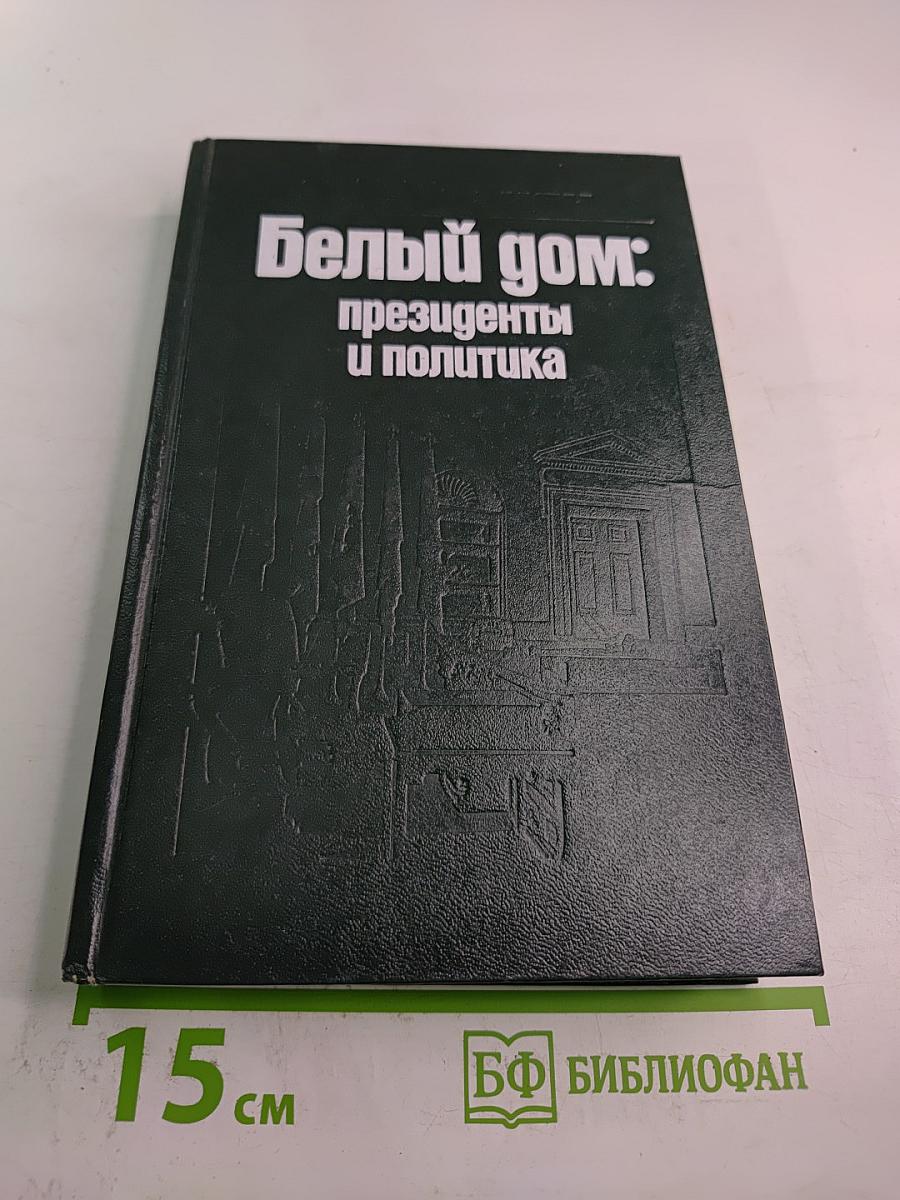 Белый дом:
президенты
и политика
15 см
БФ БИБЛИОФАН